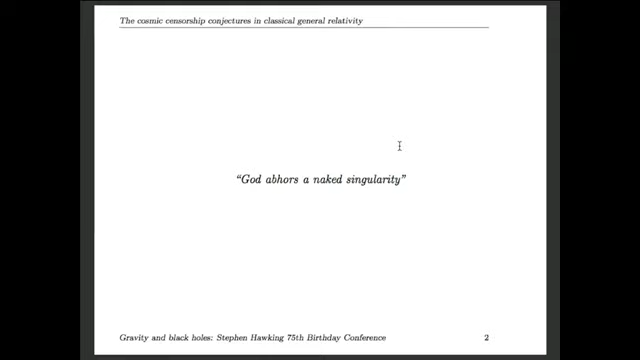 The cosmic censorship conjectures in classical general relativity
“God abhors a naked singularity”
Gravity and black holes: Stephen Hawking 75th Birthday Conference 2